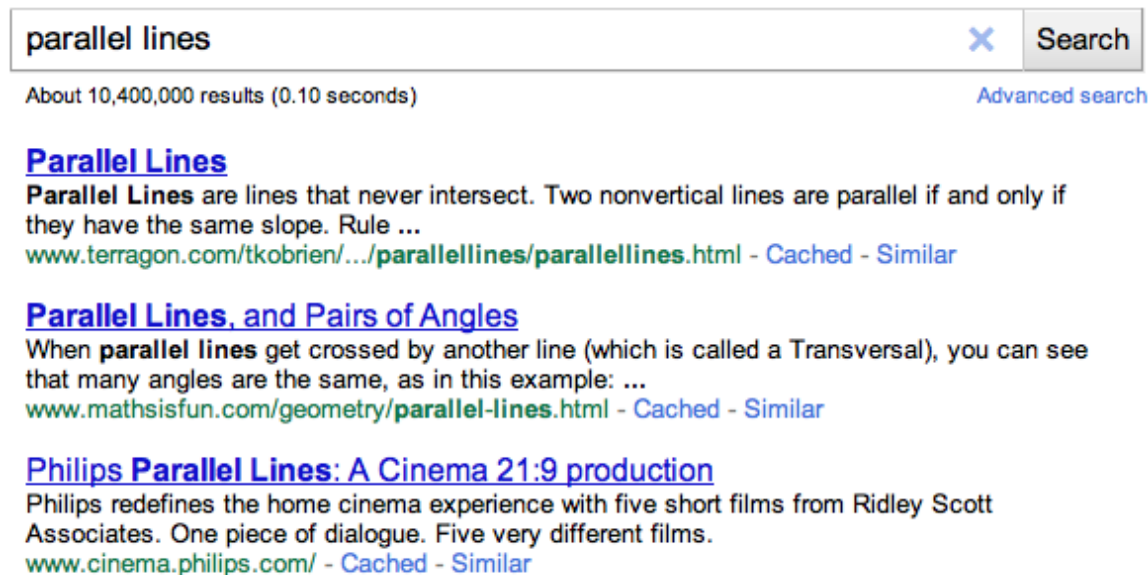 parallel lines × Search
About 10,400,000 results (0.10 seconds) Advanced search
Parallel Lines
Parallel Lines are lines that never intersect. Two nonvertical lines are parallel if and only if
they have the same slope. Rule ...
www.terragon.com/tkobrien/.../parallellines/parallellines.html - Cached - Similar
Parallel Lines, and Pairs of Angles
When parallel lines get crossed by another line (which is called a Transversal), you can see
that many angles are the same, as in this example: ...
www.mathsisfun.com/geometry/parallel-lines.html - Cached - Similar
Philips Parallel Lines: A Cinema 21:9 production
Philips redefines the home cinema experience with five short films from Ridley Scott
Associates. One piece of dialogue. Five very different films.
www.cinema.philips.com/ - Cached - Similar